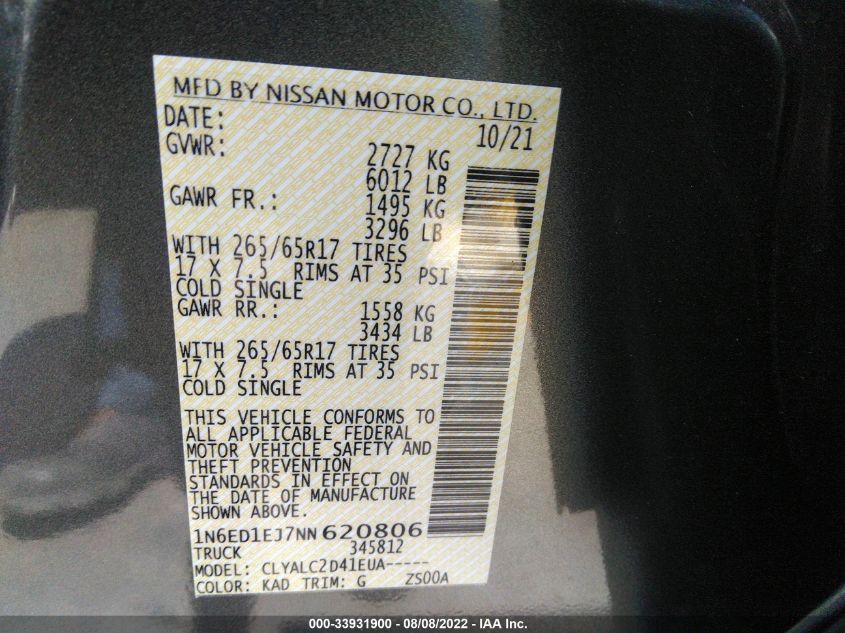 MFD BY NISSAN MOTOR CO., LTD.
DATE: 10/21
GVWR: 2727 KG
6012 LB
GAWR FR.: 1495 KG
3296 LB
WITH 265/65R17 TIRES
17 X 7.5 RIMS AT 35 PSI
COLD SINGLE
GAWR RR.: 1558 KG
3434 LB
WITH 265/65R17 TIRES
17 X 7.5 RIMS AT 35 PSI
COLD SINGLE
THIS VEHICLE CONFORMS TO
ALL APPLICABLE FEDERAL
MOTOR VEHICLE SAFETY AND
THEFT PREVENTION
STANDARDS IN EFFECT ON
THE DATE OF MANUFACTURE
SHOWN ABOVE.
1N6ED1EJ7NN620806
TRUCK 345812
MODEL: CLYALC2D41EUA-----
COLOR: KAD TRIM: G ZS00A
000-33931900 - 08/08/2022 - IAA Inc.